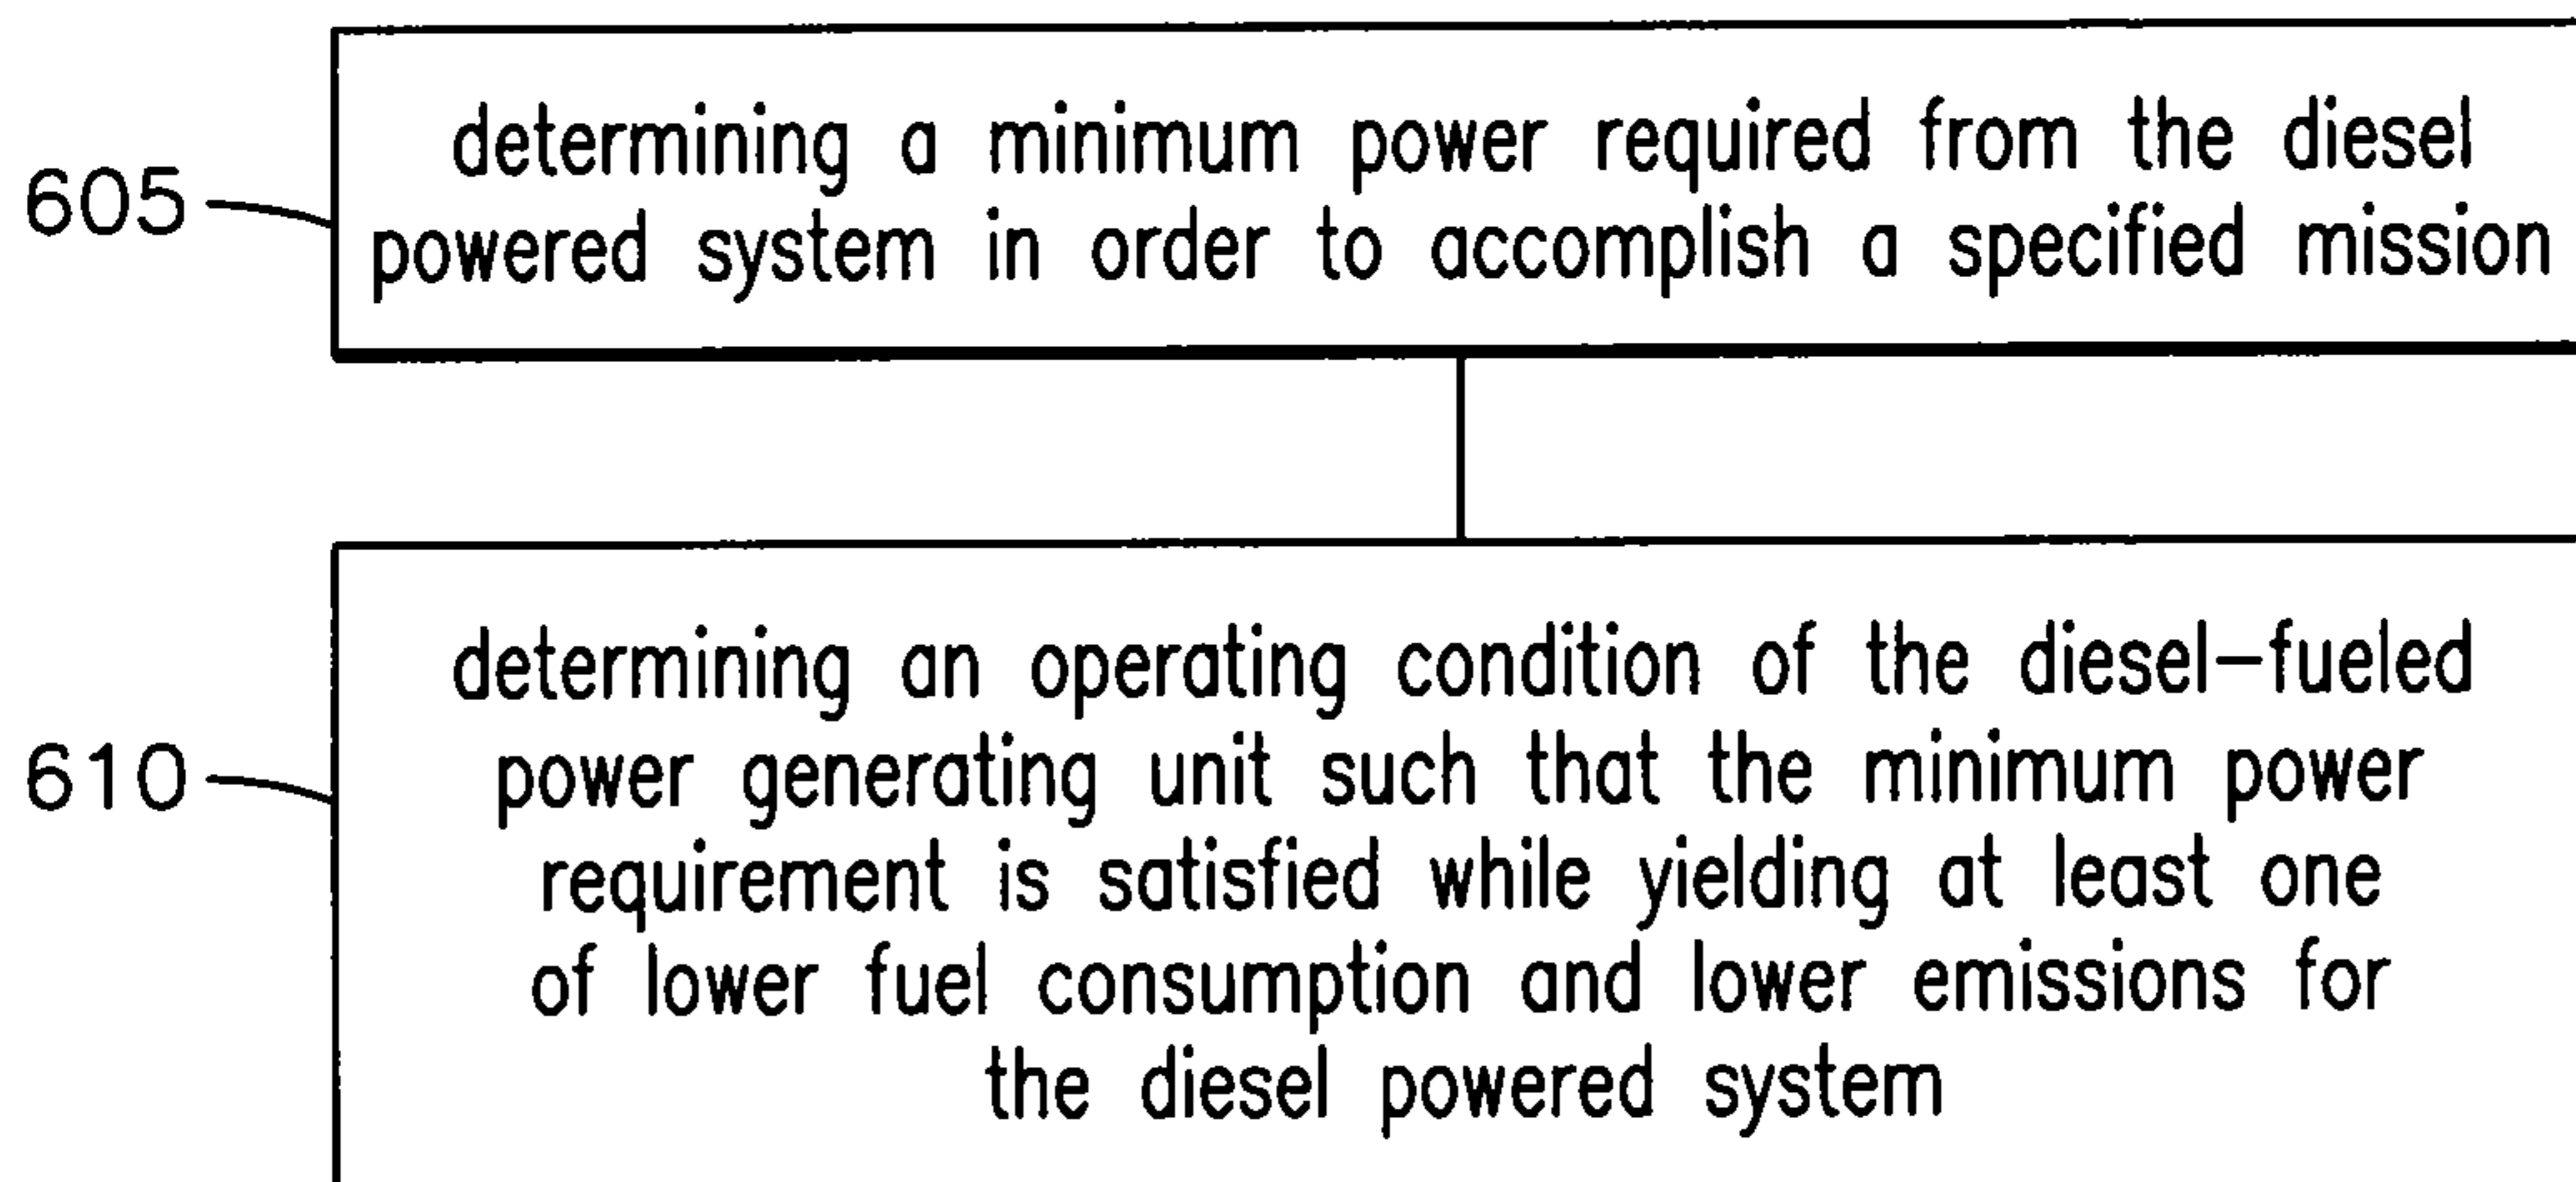 605
determining a minimum power required from the diesel
powered system in order to accomplish a specified mission
610
determining an operating condition of the diesel-fueled
power generating unit such that the minimum power
requirement is satisfied while yielding at least one
of lower fuel consumption and lower emissions for
the diesel powered system